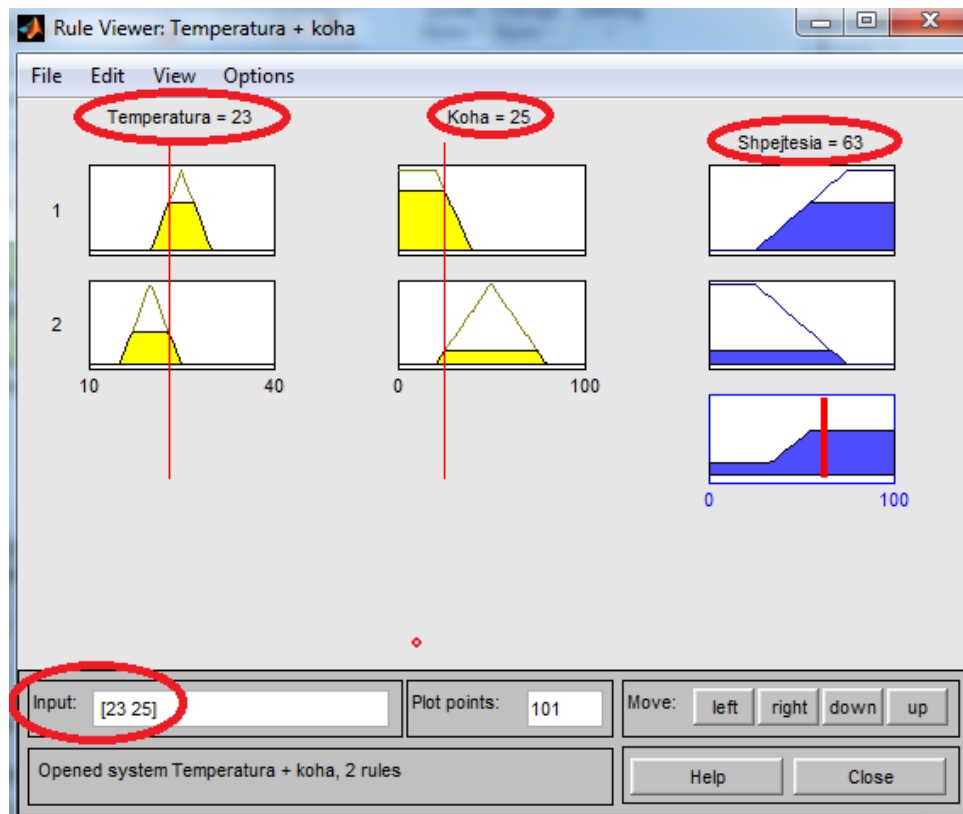 Rule Viewer: Temperatura + koha
File Edit View Options
Temperatura = 23
Koha = 25
Shpejtesia = 63
1
2
10 40
0 100
0 100
Input: [23 25]
Plot points: 101
Move: left right down up
Opened system Temperatura + koha, 2 rules
Help Close